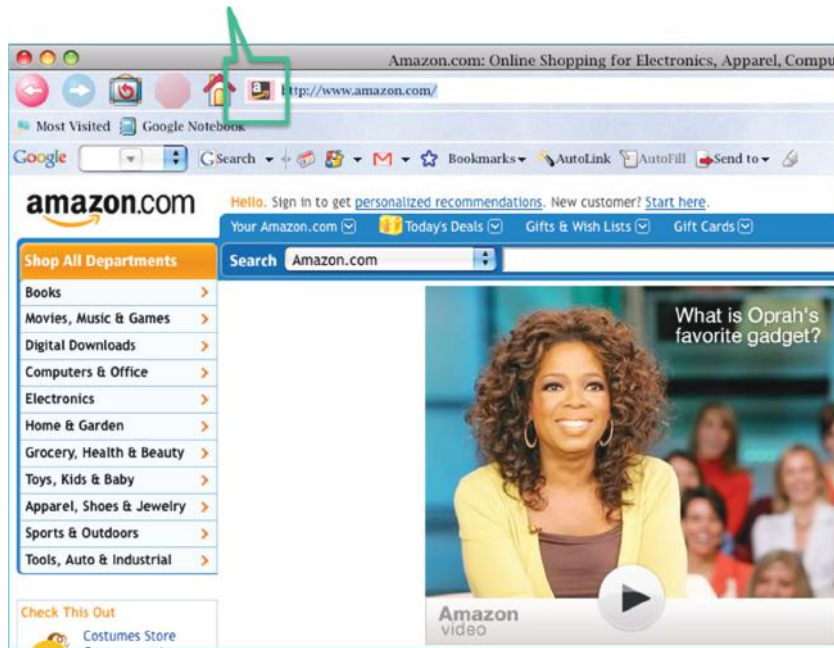 Amazon.com: Online Shopping for Electronics, Apparel, Compu
a http://www.amazon.com/
Most Visited Google Notebook
Google Search Bookmarks AutoLink AutoFill Send to
amazon.com
Hello. Sign in to get personalized recommendations. New customer? Start here.
Your Amazon.com Today's Deals Gifts & Wish Lists Gift Cards
Shop All Departments
Search Amazon.com
Books
Movies, Music & Games
Digital Downloads
Computers & Office
Electronics
Home & Garden
Grocery, Health & Beauty
Toys, Kids & Baby
Apparel, Shoes & Jewelry
Sports & Outdoors
Tools, Auto & Industrial
What is Oprah's
favorite gadget?
Amazon
video
Check This Out
Costumes Store